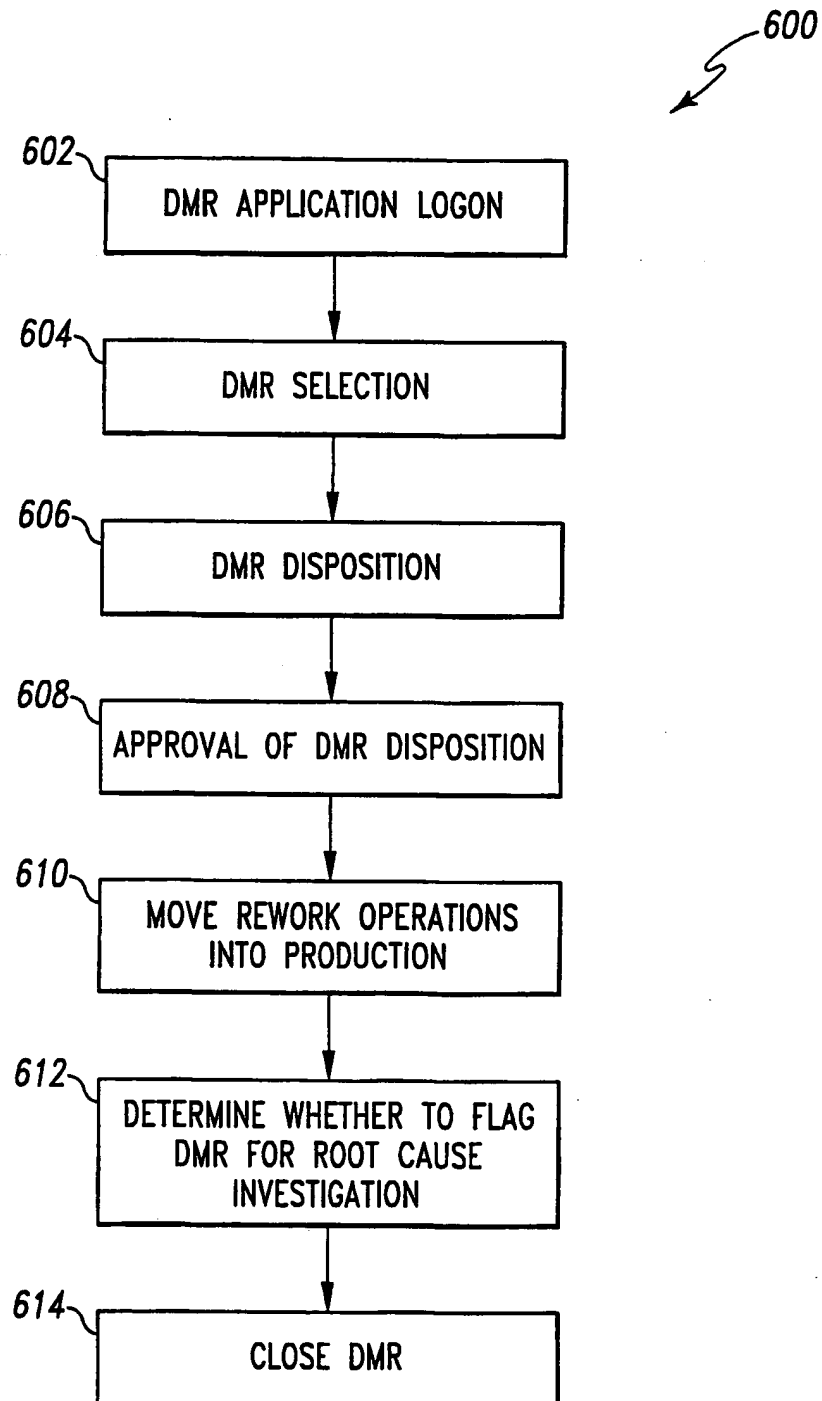 600
602
DMR APPLICATION LOGON
604
DMR SELECTION
606
DMR DISPOSITION
608
APPROVAL OF DMR DISPOSITION
610
MOVE REWORK OPERATIONS
INTO PRODUCTION
612
DETERMINE WHETHER TO FLAG
DMR FOR ROOT CAUSE
INVESTIGATION
614
CLOSE DMR